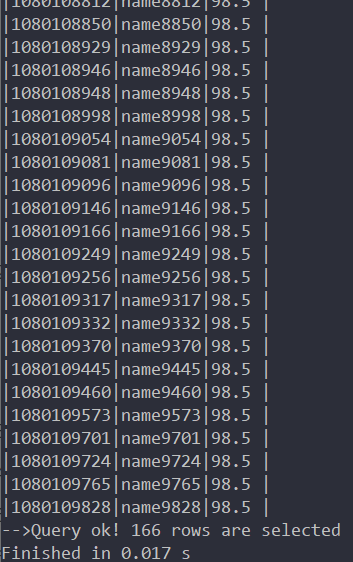 |1080108812|name8812|98.5 |
|1080108850|name8850|98.5 |
|1080108929|name8929|98.5 |
|1080108946|name8946|98.5 |
|1080108948|name8948|98.5 |
|1080108998|name8998|98.5 |
|1080109054|name9054|98.5 |
|1080109081|name9081|98.5 |
|1080109096|name9096|98.5 |
|1080109146|name9146|98.5 |
|1080109166|name9166|98.5 |
|1080109249|name9249|98.5 |
|1080109256|name9256|98.5 |
|1080109317|name9317|98.5 |
|1080109332|name9332|98.5 |
|1080109370|name9370|98.5 |
|1080109445|name9445|98.5 |
|1080109460|name9460|98.5 |
|1080109573|name9573|98.5 |
|1080109701|name9701|98.5 |
|1080109724|name9724|98.5 |
|1080109765|name9765|98.5 |
|1080109828|name9828|98.5 |
-->Query ok! 166 rows are selected
Finished in 0.017 s